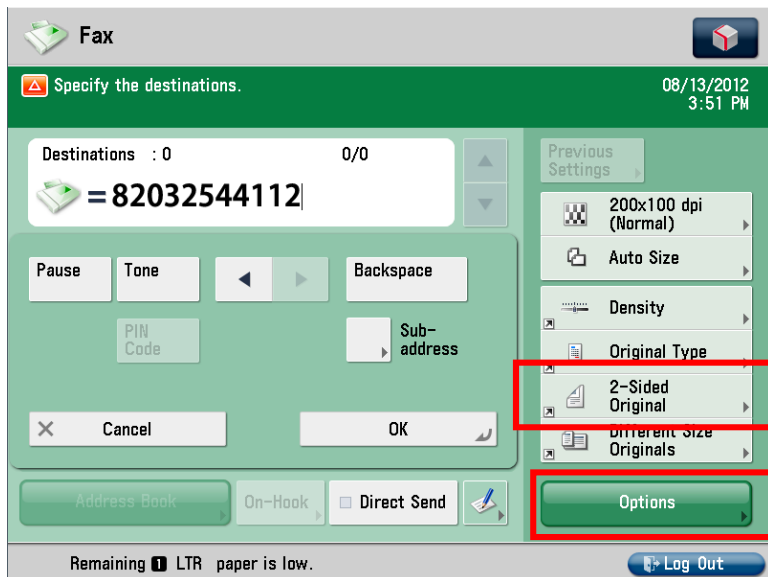 Fax
Specify the destinations.
08/13/2012
3:51 PM
Destinations : 0 0/0
=82032544112
Previous
Settings
200x100 dpi
(Normal)
Auto Size
Pause
Tone
Backspace
Density
PIN
Code
Sub-
address
Original Type
2-Sided
Original
Cancel
OK
Different Size
Originals
Address Book
On-Hook
Direct Send
Options
Remaining 1 LTR paper is low.
Log Out